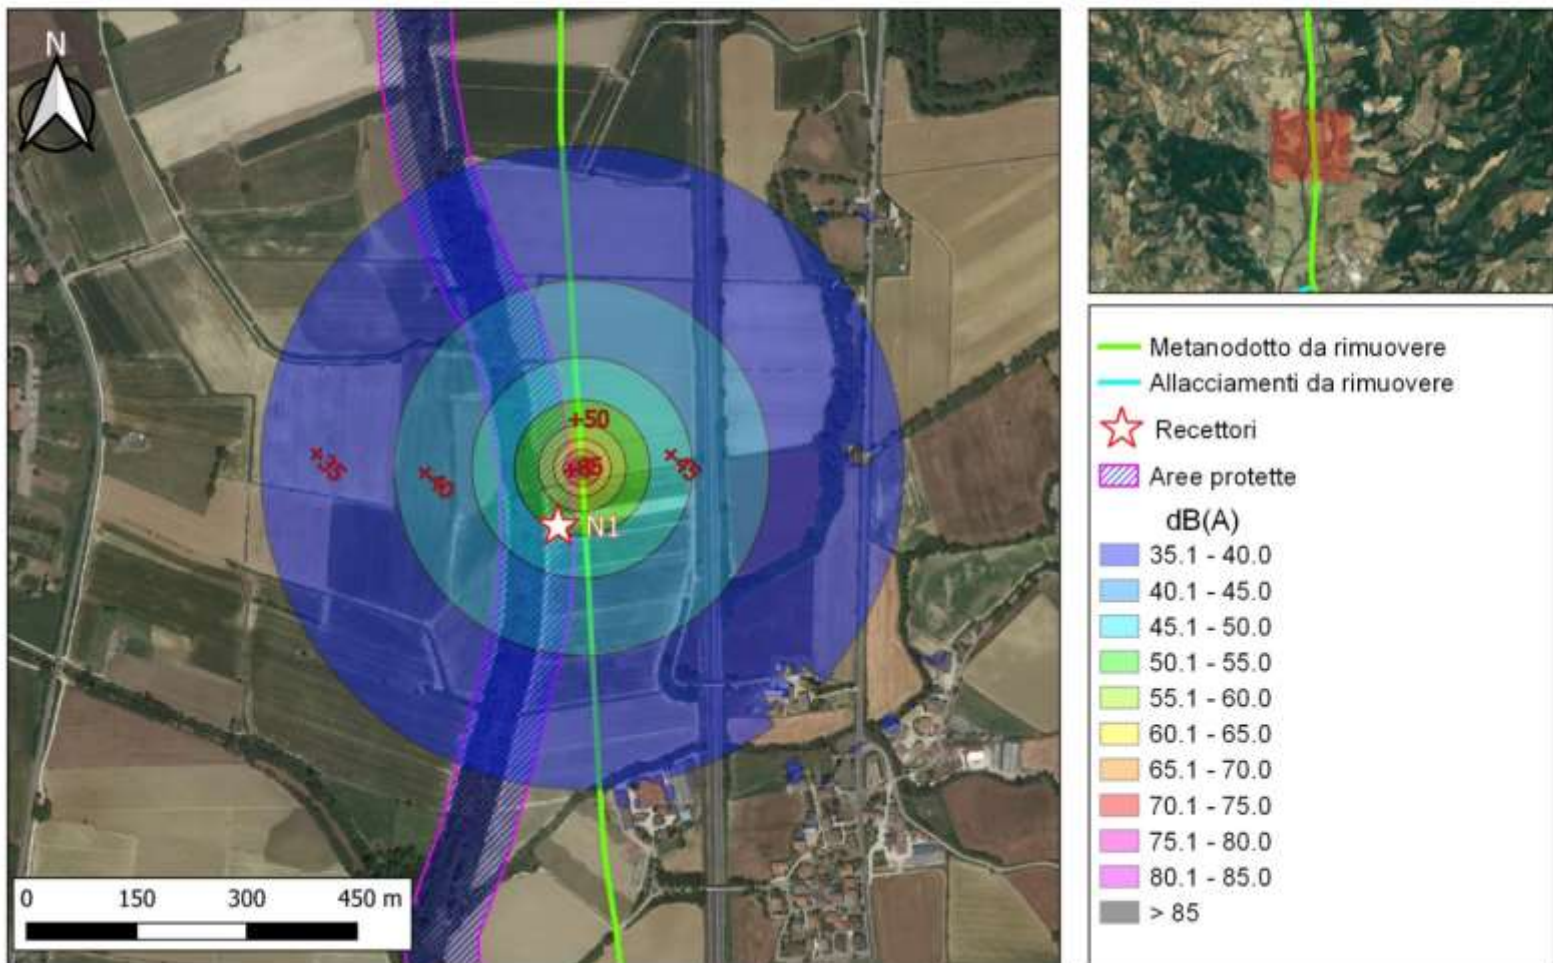 N
+50
+35
+40
+85
+45
N1
0 150 300 450 m
Metanodotto da rimuovere
Allacciamenti da rimuovere
Recettori
Aree protette
dB(A)
35.1 - 40.0
40.1 - 45.0
45.1 - 50.0
50.1 - 55.0
55.1 - 60.0
60.1 - 65.0
65.1 - 70.0
70.1 - 75.0
75.1 - 80.0
80.1 - 85.0
> 85